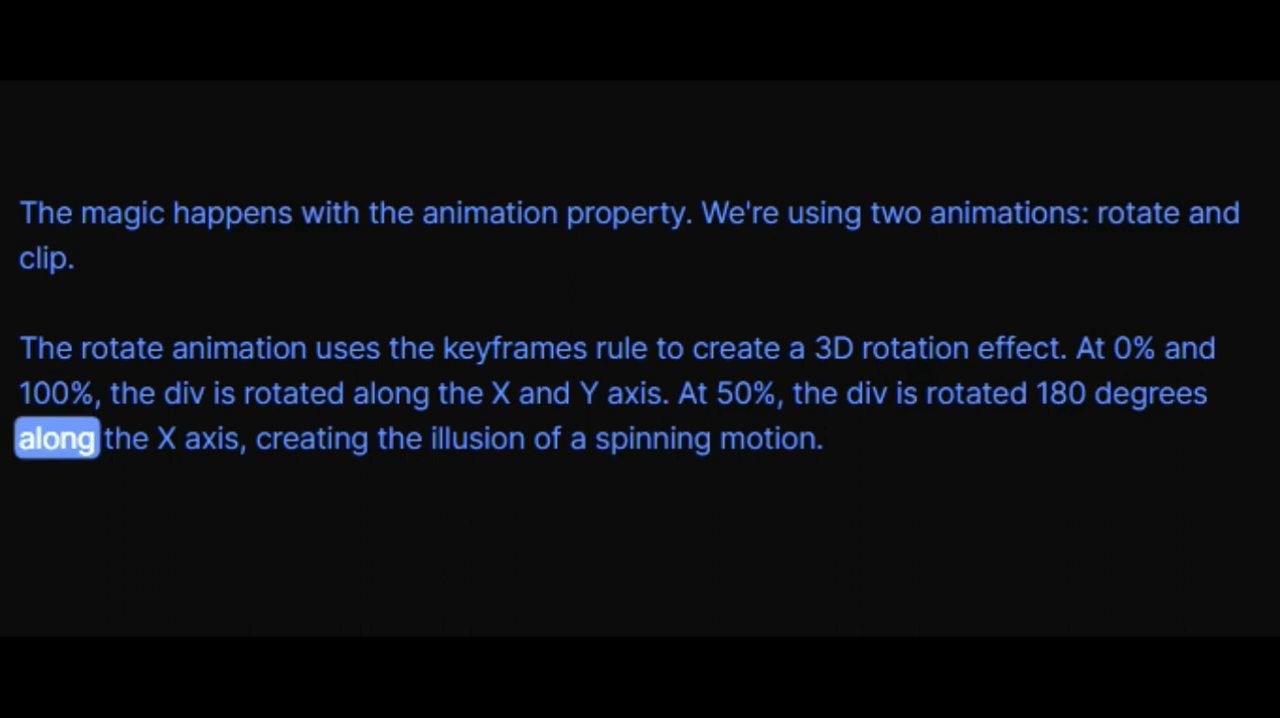 The magic happens with the animation property. We're using two animations: rotate and
clip.
The rotate animation uses the keyframes rule to create a 3D rotation effect. At 0% and
100%, the div is rotated along the X and Y axis. At 50%, the div is rotated 180 degrees
along the X axis, creating the illusion of a spinning motion.